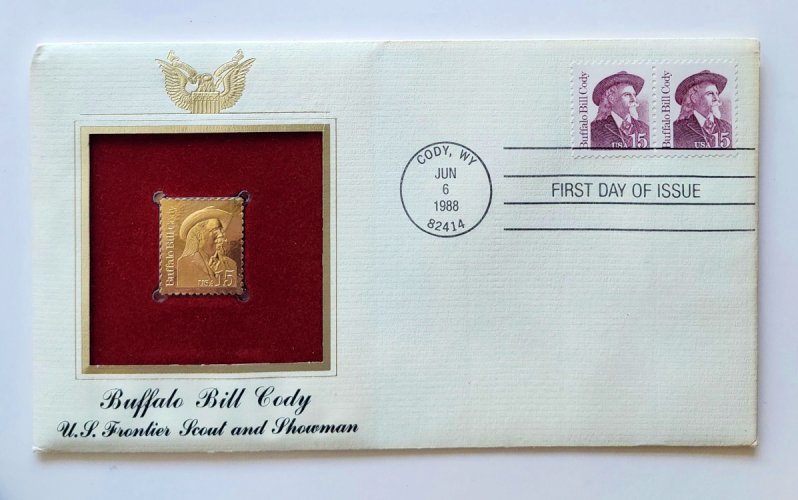 Buffalo Bill Cody
USA 15
Buffalo Bill Cody
USA 15
CODY, WY
JUN
6
1988
82414
FIRST DAY OF ISSUE
Buffalo Bill Cody
USA 15
Buffalo Bill Cody
U.S. Frontier Scout and Showman